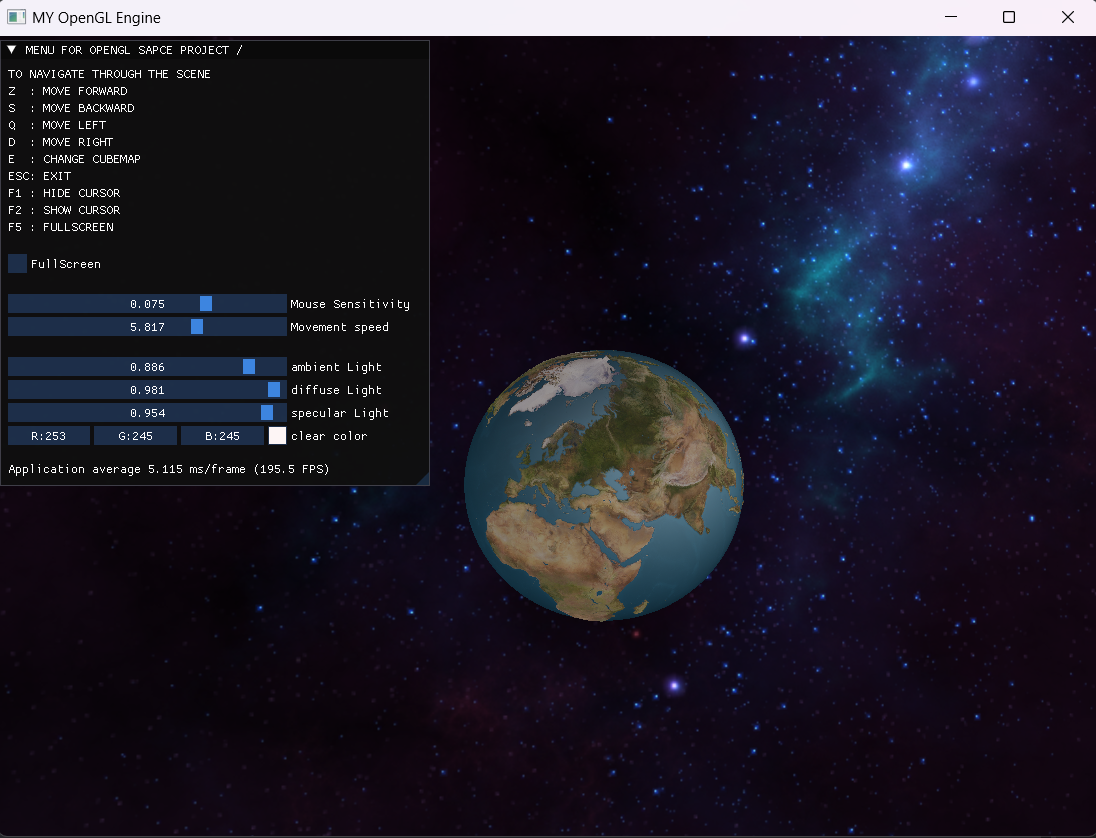 MY OpenGL Engine
MENU FOR OPENGL SAPCE PROJECT /
TO NAVIGATE THROUGH THE SCENE
Z : MOVE FORWARD
S : MOVE BACKWARD
Q : MOVE LEFT
D : MOVE RIGHT
E : CHANGE CUBEMAP
ESC: EXIT
F1 : HIDE CURSOR
F2 : SHOW CURSOR
F5 : FULLSCREEN
FullScreen
0.075 Mouse Sensitivity
5.817 Movement speed
0.886 ambient Light
0.981 diffuse Light
0.954 specular Light
R:253 G:245 B:245 clear color
Application average 5.115 ms/frame (195.5 FPS)